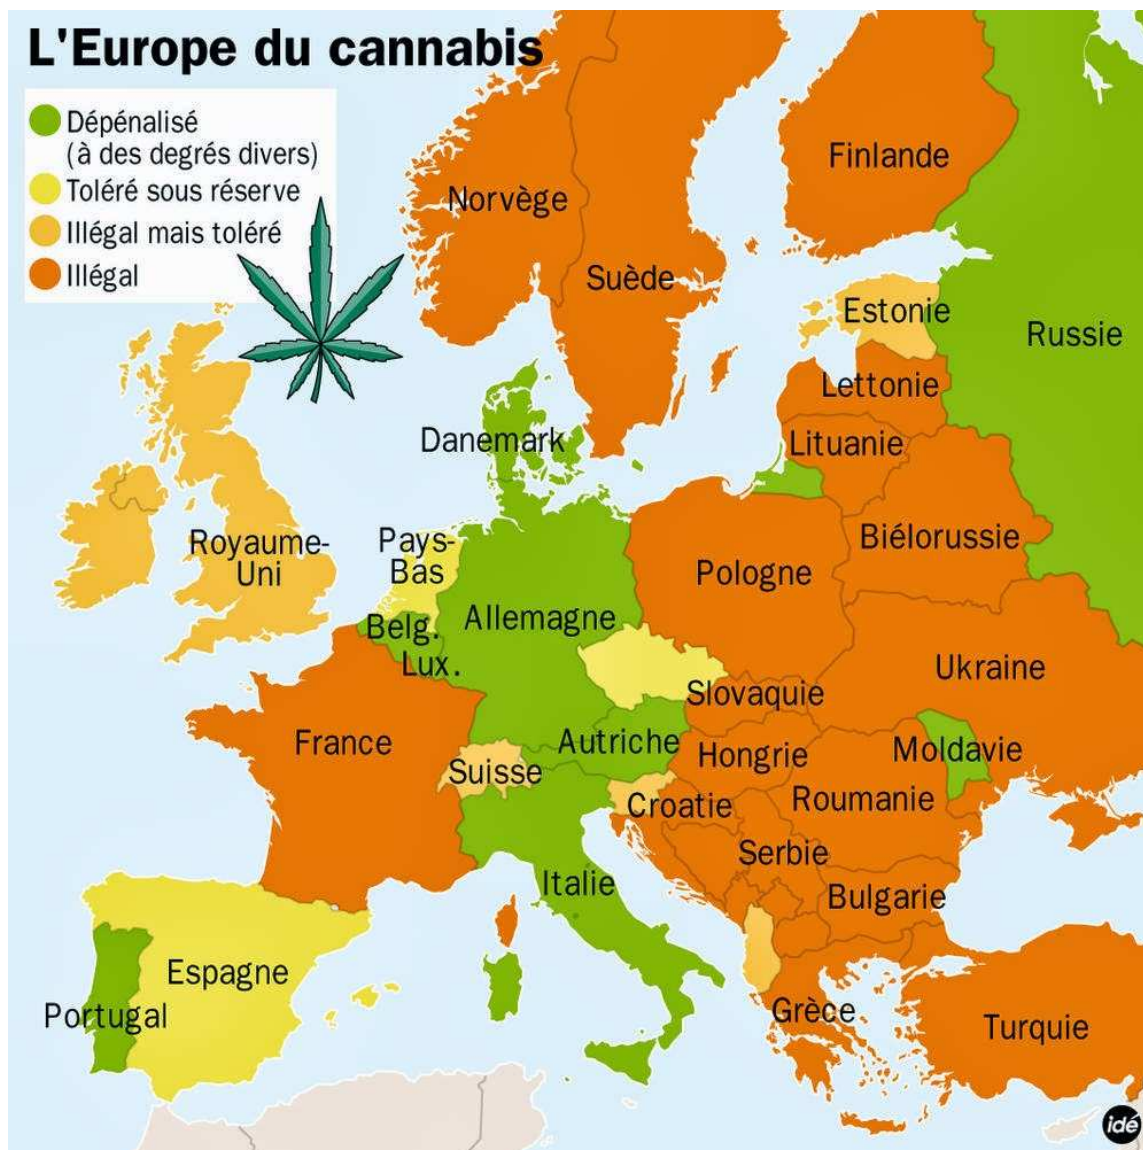 L'Europe du cannabis
Dépénalisé
(à des degrés divers)
Toléré sous réserve
Illégal mais toléré
Illégal
Norvège
Finlande
Suède
Estonie
Russie
Lettonie
Danemark
Lituanie
Biélorussie
Royaume-
Uni
Pays-
Bas
Pologne
Allemagne
Belg.
Lux.
Ukraine
Slovaquie
France
Autriche
Hongrie
Moldavie
Suisse
Croatie
Roumanie
Serbie
Italie
Bulgarie
Espagne
Portugal
Grèce
Turquie
idé